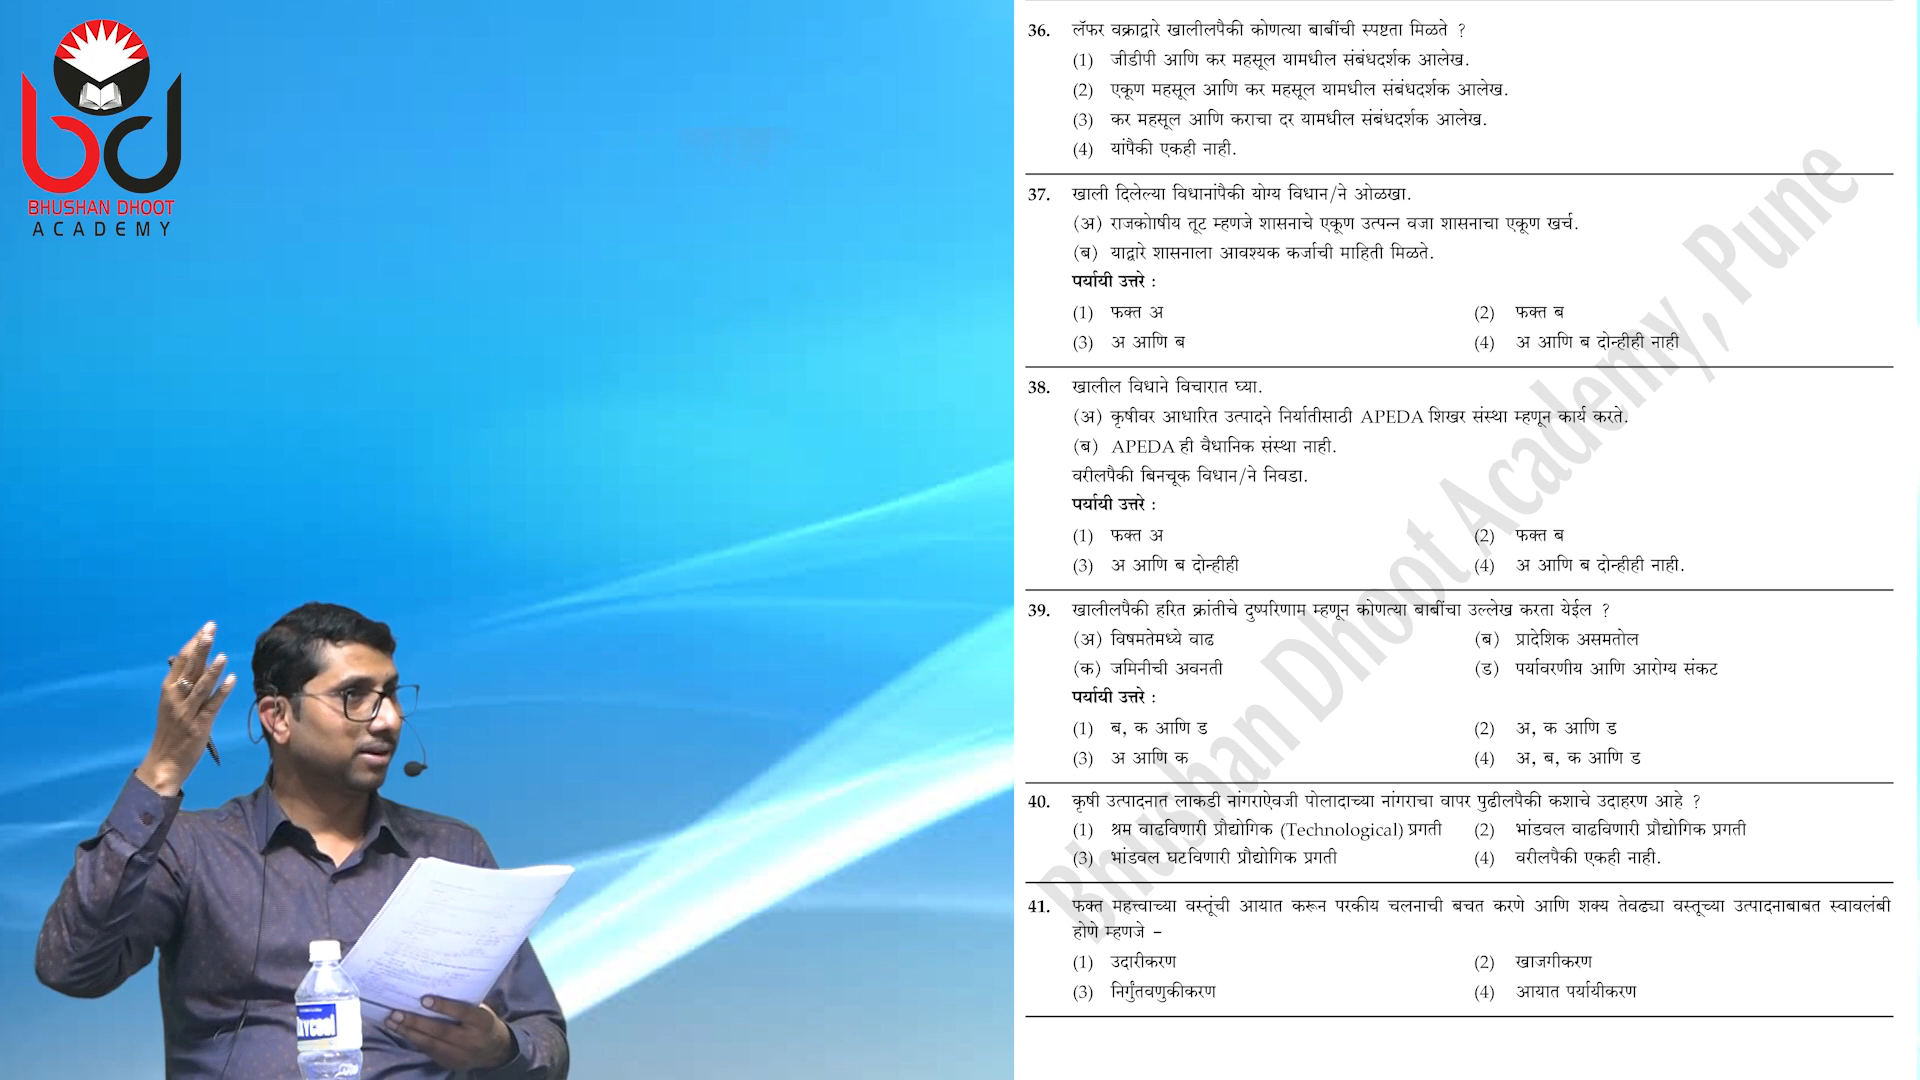 BHUSHAN DHOOT
ACADEMY
36. लॅफर वक्राद्वारे खालीलपैकी कोणत्या बाबींची स्पष्टता मिळते ?
(1) जीडीपी आणि कर महसूल यामधील संबंधदर्शक आलेख.
(2) एकूण महसूल आणि कर महसूल यामधील संबंधदर्शक आलेख.
(3) कर महसूल आणि कराचा दर यामधील संबंधदर्शक आलेख.
(4) यांपैकी एकही नाही.
37. खाली दिलेल्या विधानांपैकी योग्य विधान/ने ओळखा.
(अ) राजकोाषीय तूट म्हणजे शासनाचे एकूण उत्पन्न वजा शासनाचा एकूण खर्च.
(ब) याद्वारे शासनाला आवश्यक कर्जाची माहिती मिळते.
पर्यायी उत्तरे :
(1) फक्त अ (2) फक्त ब
(3) अ आणि ब (4) अ आणि ब दोन्हीही नाही
38. खालील विधाने विचारात घ्या.
(अ) कृषीवर आधारित उत्पादने निर्यातीसाठी APEDA शिखर संस्था म्हणून कार्य करते.
(ब) APEDA ही वैधानिक संस्था नाही.
वरीलपैकी बिनचूक विधान/ने निवडा.
पर्यायी उत्तरे :
(1) फक्त अ (2) फक्त ब
(3) अ आणि ब दोन्हीही (4) अ आणि ब दोन्हीही नाही.
39. खालीलपैकी हरित क्रांतीचे दुष्परिणाम म्हणून कोणत्या बाबींचा उल्लेख करता येईल ?
(अ) विषमतेमध्ये वाढ (ब) प्रादेशिक असमतोल
(क) जमिनीची अवनती (ड) पर्यावरणीय आणि आरोग्य संकट
पर्यायी उत्तरे :
(1) ब, क आणि ड (2) अ, क आणि ड
(3) अ आणि क (4) अ, ब, क आणि ड
40. कृषी उत्पादनात लाकडी नांगराऐवजी पोलादाच्या नांगराचा वापर पुढीलपैकी कशाचे उदाहरण आहे ?
(1) श्रम वाढविणारी प्रौद्योगिक (Technological) प्रगती (2) भांडवल वाढविणारी प्रौद्योगिक प्रगती
(3) भांडवल घटविणारी प्रौद्योगिक प्रगती (4) वरीलपैकी एकही नाही.
41. फक्त महत्त्वाच्या वस्तूंची आयात करून परकीय चलनाची बचत करणे आणि शक्य तेवढ्या वस्तूच्या उत्पादनाबाबत स्वावलंबी
होणे म्हणजे –
(1) उदारीकरण (2) खाजगीकरण
(3) निर्गुंतवणुकीकरण (4) आयात पर्यायीकरण
Bhushan Dhoot Academy, Pune